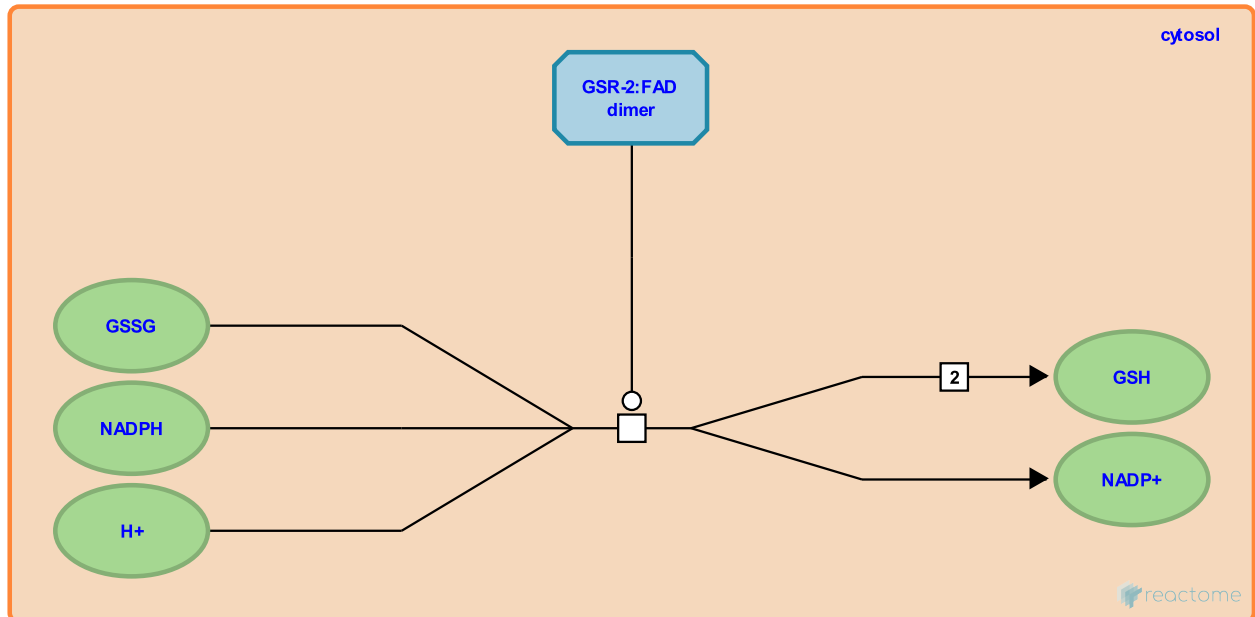 cytosol
GSR-2:FAD
dimer
GSSG
NADPH
H+
2
GSH
NADP+
reactome